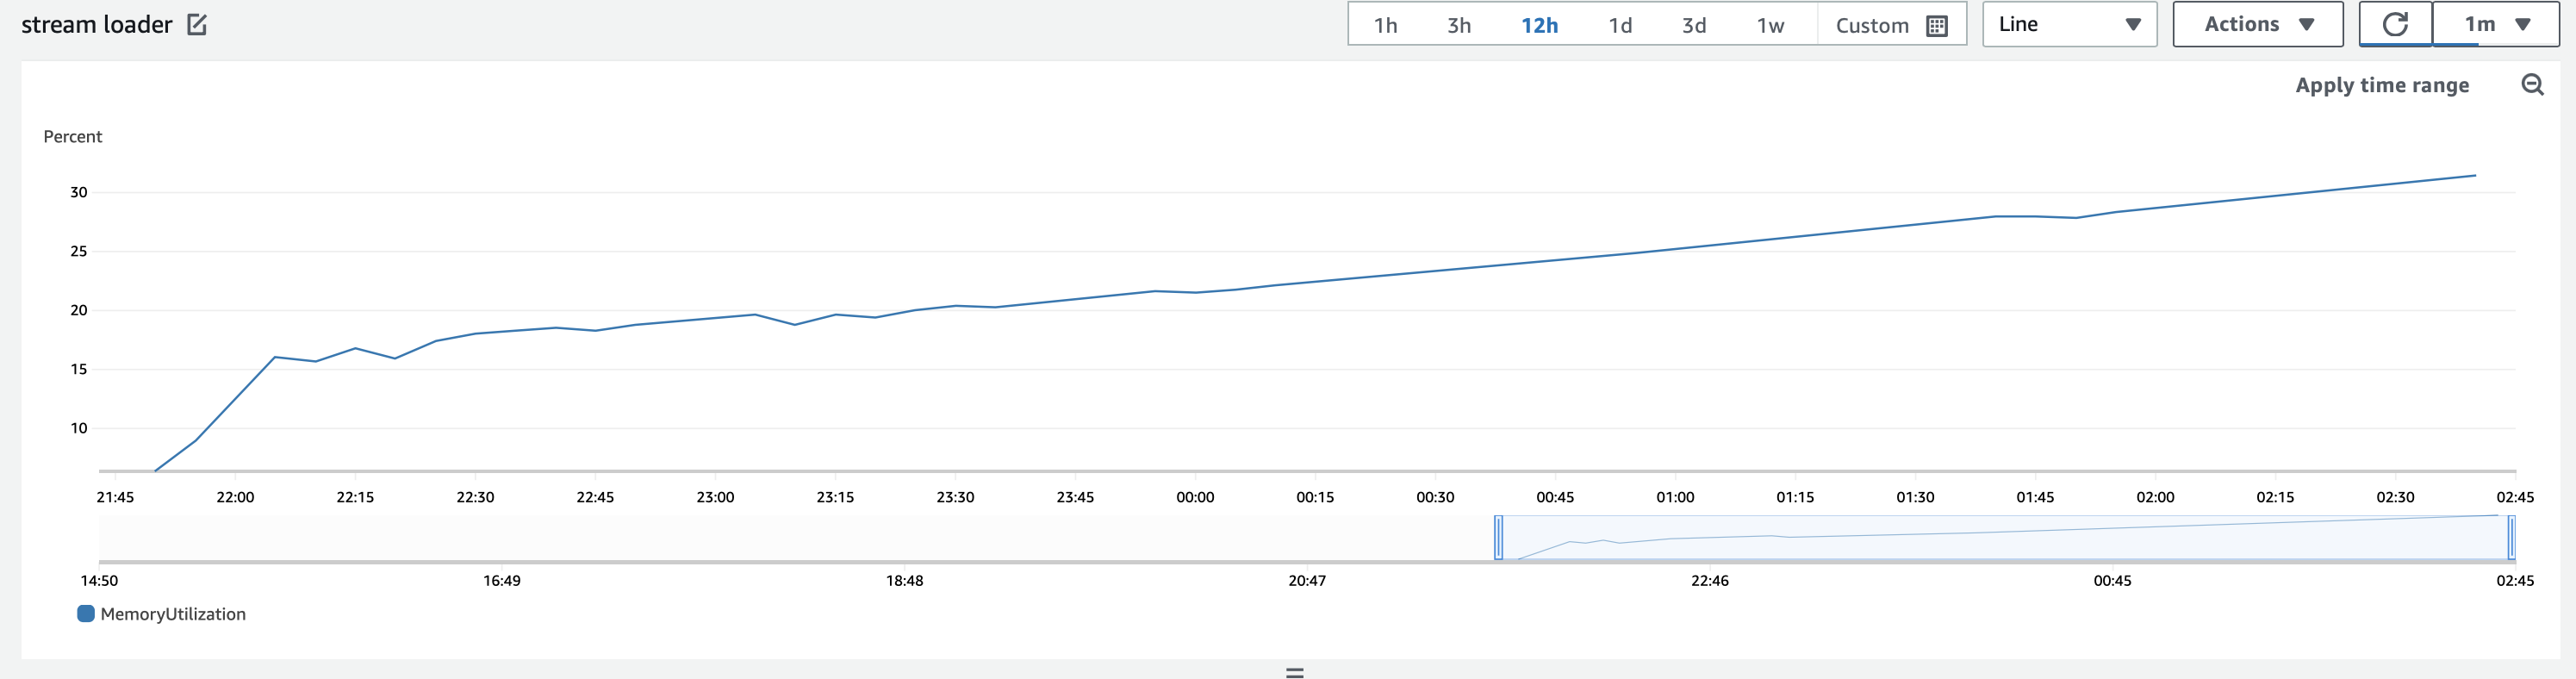 stream loader 1h 3h 12h 1d 3d 1w Custom Line Actions 1m
Apply time range
Percent
30
25
20
15
10
21:45 22:00 22:15 22:30 22:45 23:00 23:15 23:30 23:45 00:00 00:15 00:30 00:45 01:00 01:15 01:30 01:45 02:00 02:15 02:30 02:45
14:50 16:49 18:48 20:47 22:46 00:45 02:45
MemoryUtilization